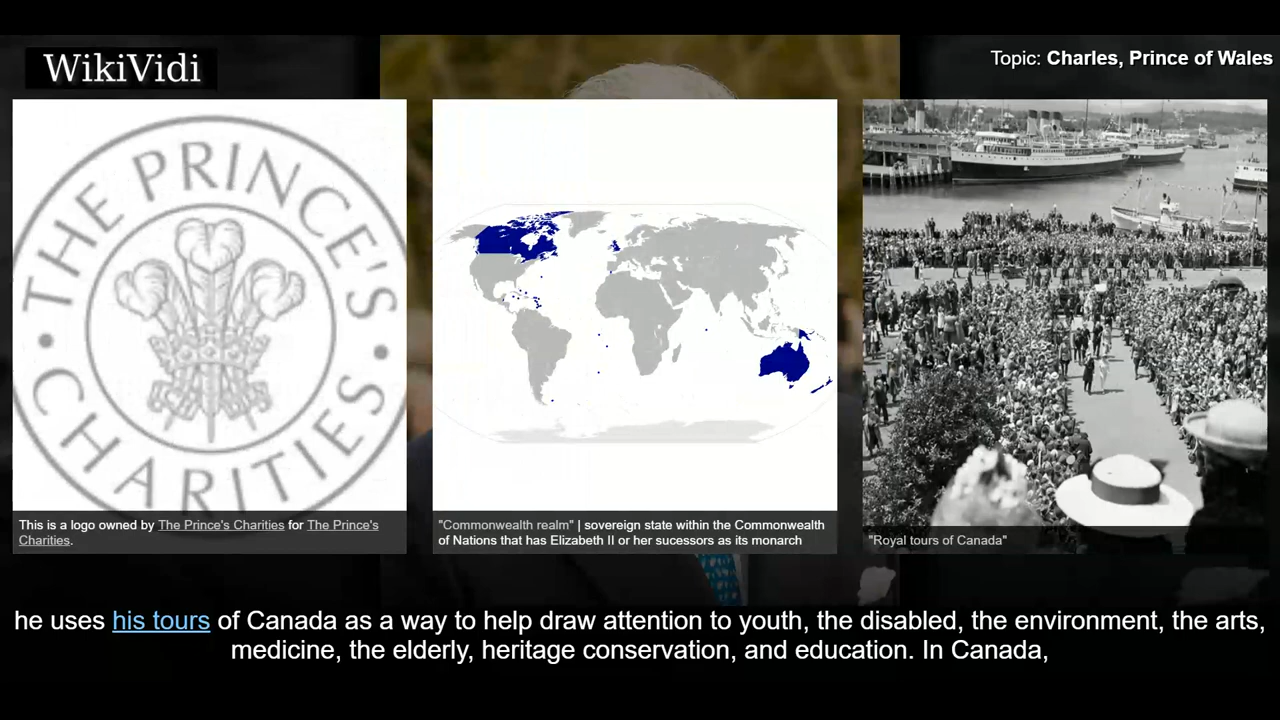 WikiVidi
Topic: Charles, Prince of Wales
THE PRINCE'S
• CHARITIES •
This is a logo owned by The Prince's Charities for The Prince's
Charities.
"Commonwealth realm" | sovereign state within the Commonwealth
of Nations that has Elizabeth II or her sucessors as its monarch
"Royal tours of Canada"
he uses his tours of Canada as a way to help draw attention to youth, the disabled, the environment, the arts,
medicine, the elderly, heritage conservation, and education. In Canada,